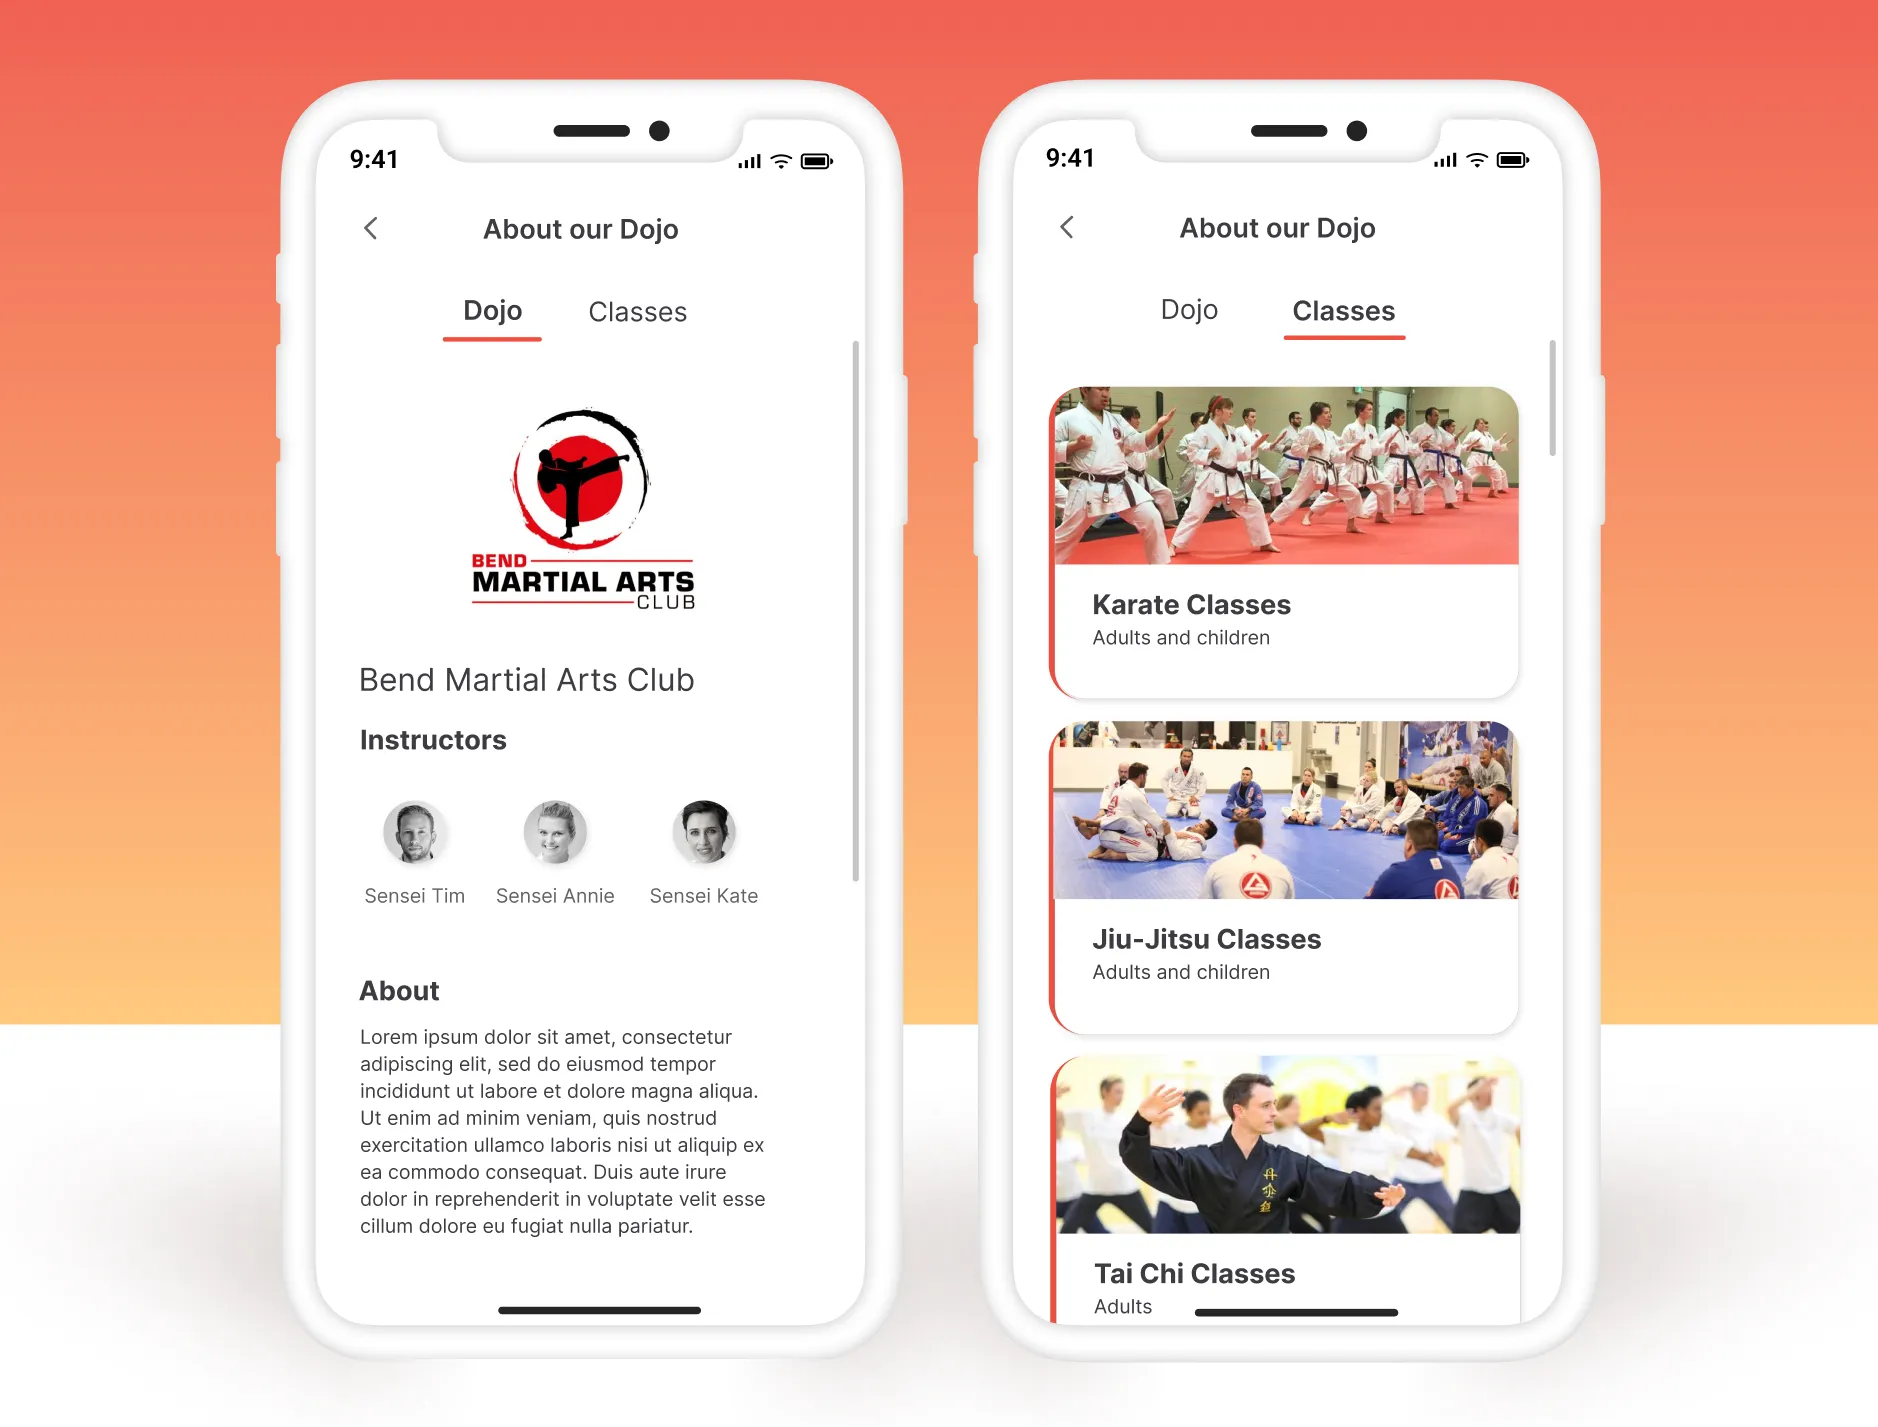 9:41
About our Dojo
Dojo
Classes
BEND
MARTIAL ARTS
CLUB
Bend Martial Arts Club
Instructors
Sensei Tim
Sensei Annie
Sensei Kate
About
Lorem ipsum dolor sit amet, consectetur
adipiscing elit, sed do eiusmod tempor
incididunt ut labore et dolore magna aliqua.
Ut enim ad minim veniam, quis nostrud
exercitation ullamco laboris nisi ut aliquip ex
ea commodo consequat. Duis aute irure
dolor in reprehenderit in voluptate velit esse
cillum dolore eu fugiat nulla pariatur.
9:41
About our Dojo
Dojo
Classes
Karate Classes
Adults and children
Jiu-Jitsu Classes
Adults and children
Tai Chi Classes
Adults